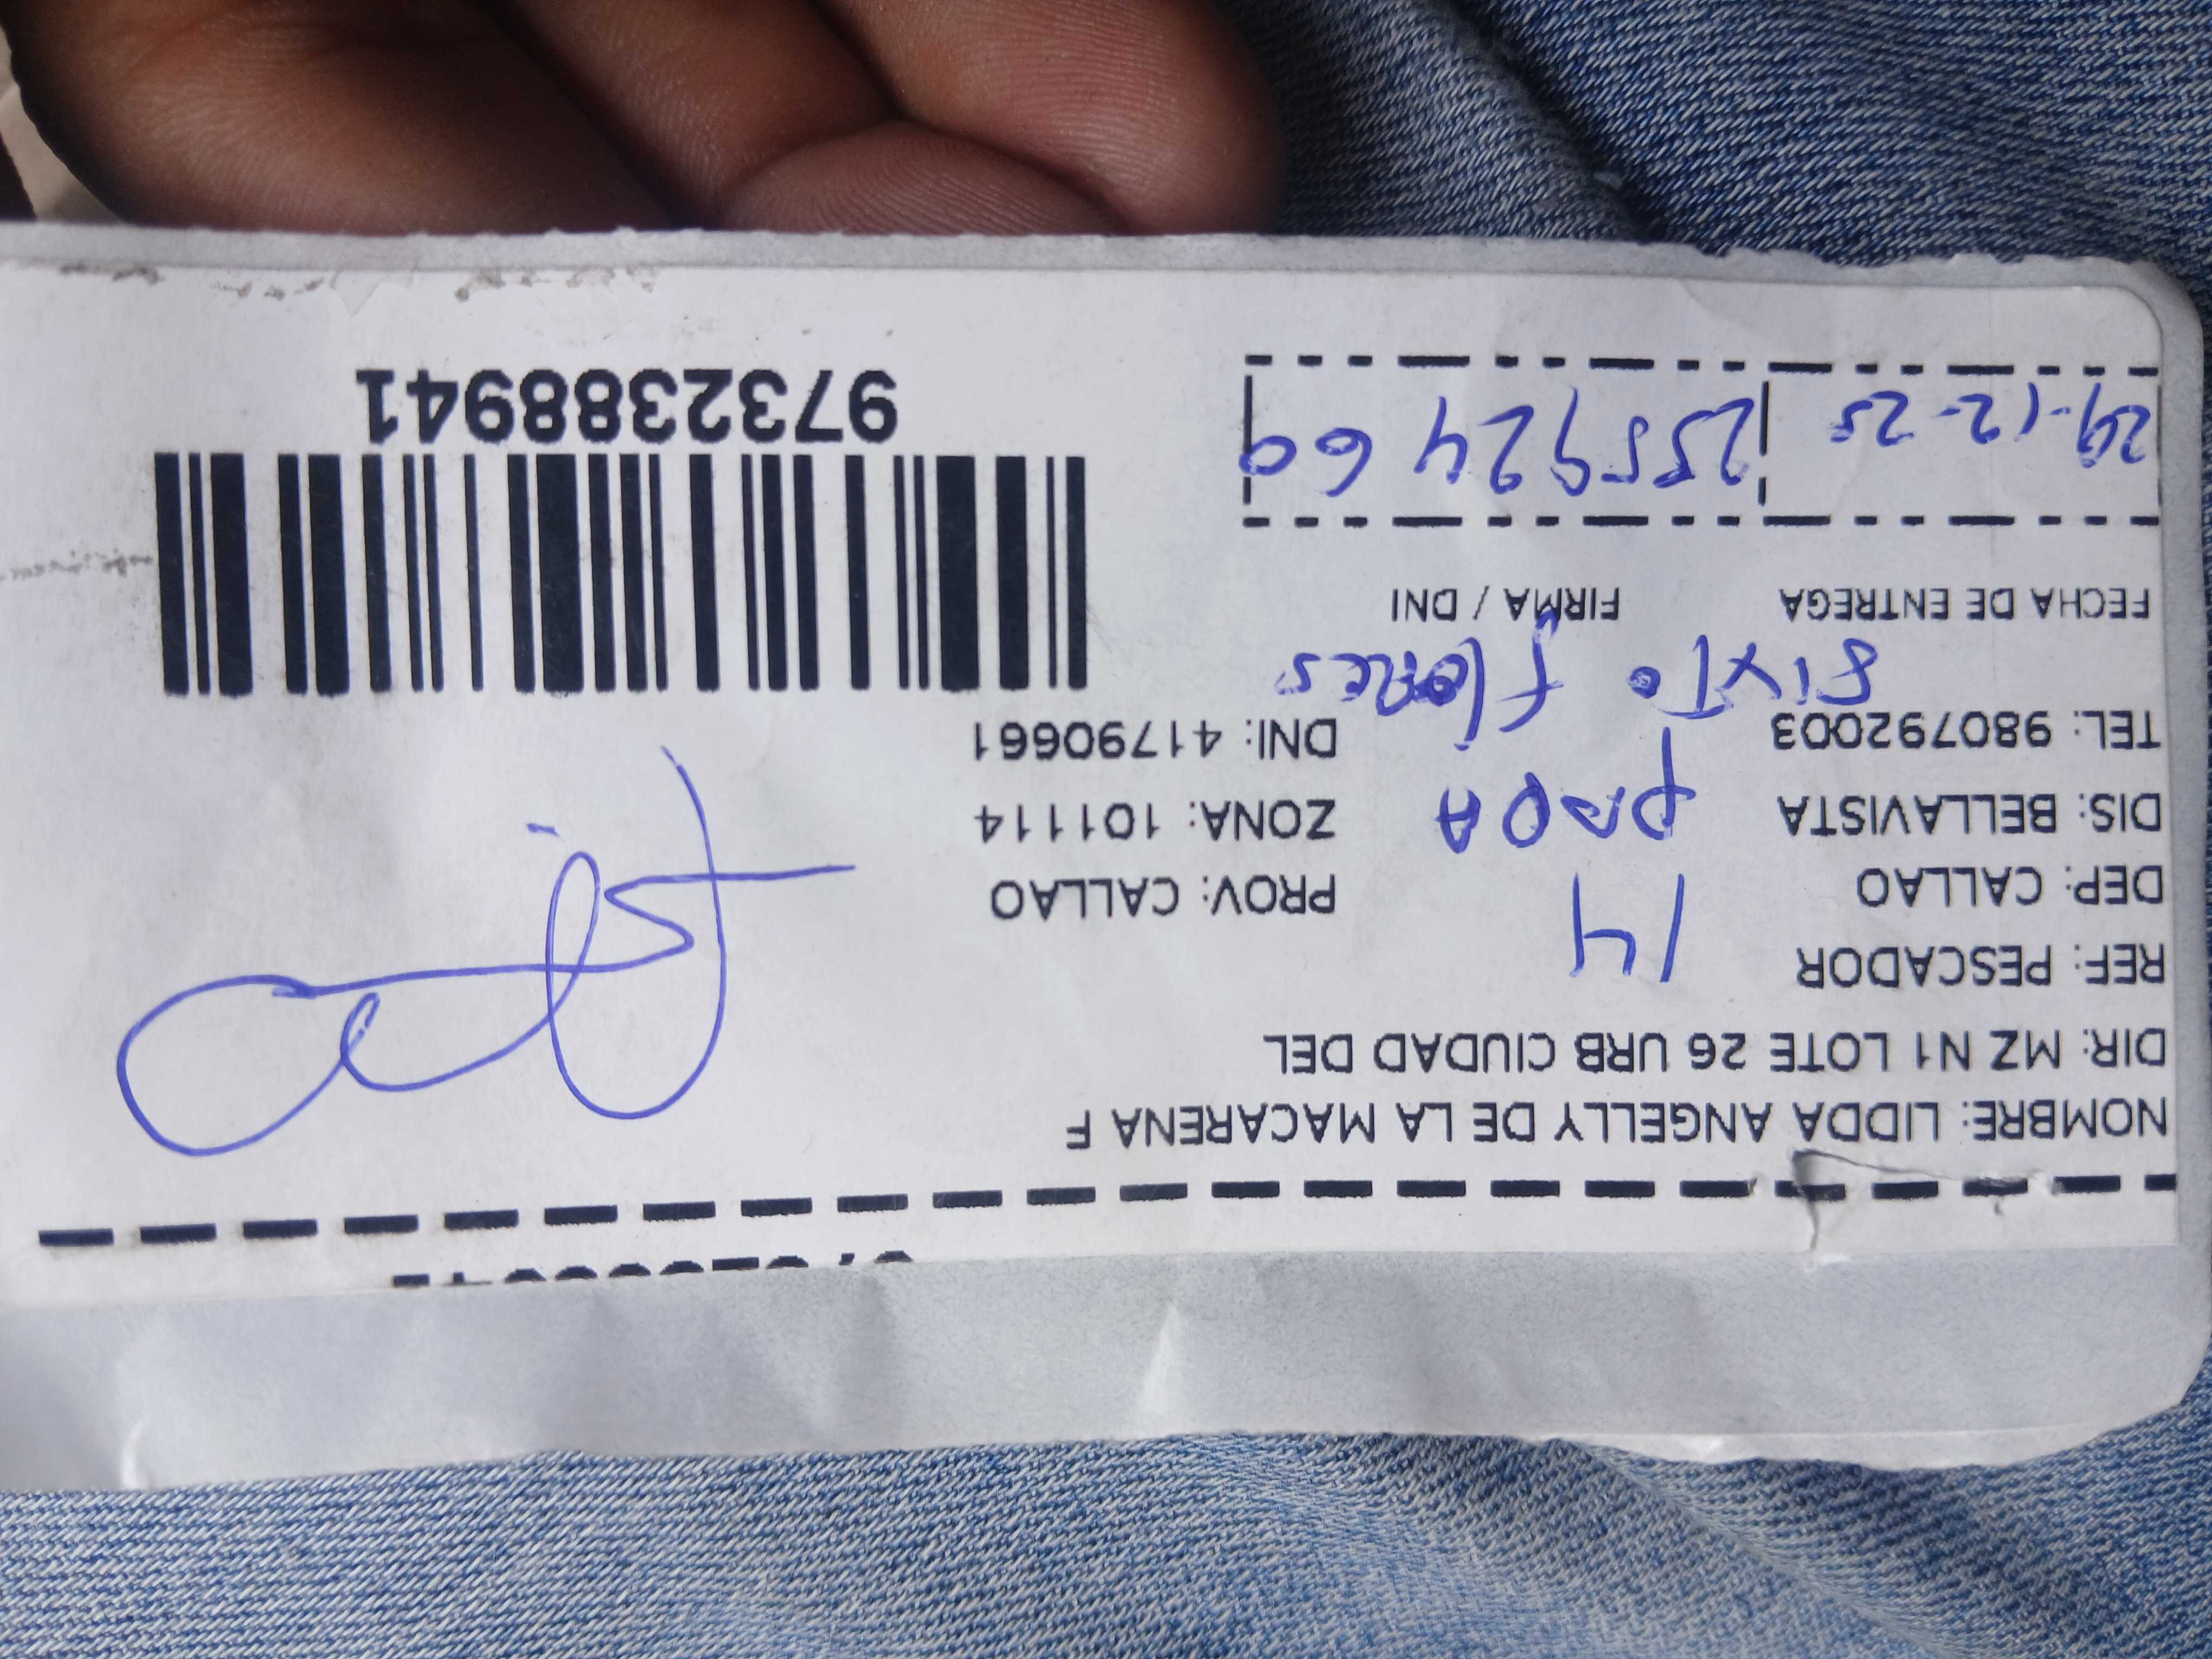 NOMBRE: LIDDA ANGELLY DE LA MACARENA F
DIR: MZ N1 LOTE 26 URB CIUDAD DEL
REF: PESCADOR 14
DEP: CALLAO PROV: CALLAO
DIS: BELLAVISTA ZONA: 101114
TEL: 980792003 DNI: 41790661
Sixto Flores
FECHA DE ENTREGA FIRMA / DNI
29-12-25 25592469
9732388941